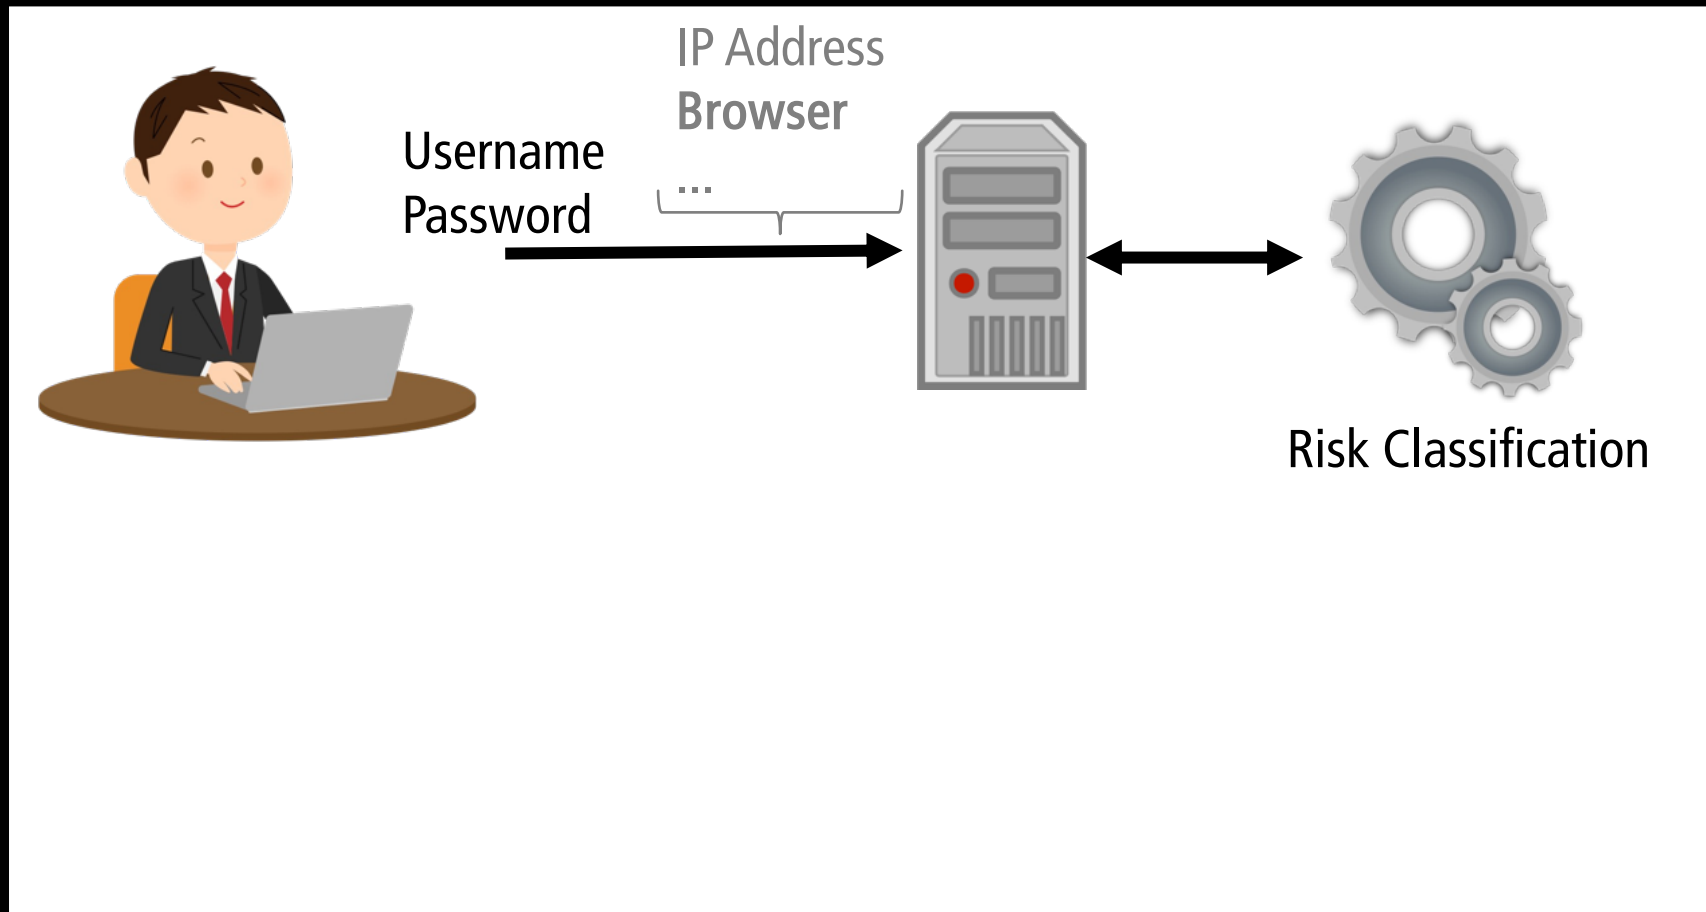 IP Address
Browser
...
Username
Password
Risk Classification